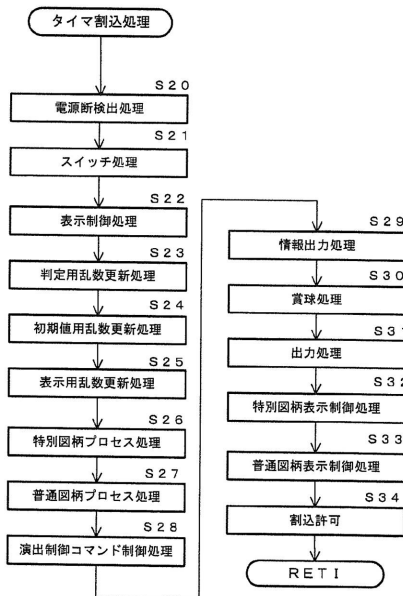 タイマ割込処理
S20
電源断検出処理
S21
スイッチ処理
S22
表示制御処理
S23
判定用乱数更新処理
S24
初期値用乱数更新処理
S25
表示用乱数更新処理
S26
特別図柄プロセス処理
S27
普通図柄プロセス処理
S28
演出制御コマンド制御処理
S29
情報出力処理
S30
賞球処理
S31
出力処理
S32
特別図柄表示制御処理
S33
普通図柄表示制御処理
S34
割込許可
RETI